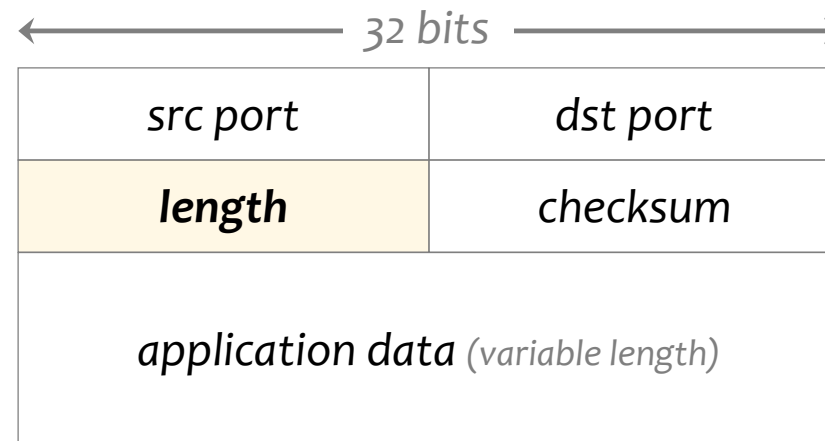 32 bits
src port dst port
length checksum
application data (variable length)